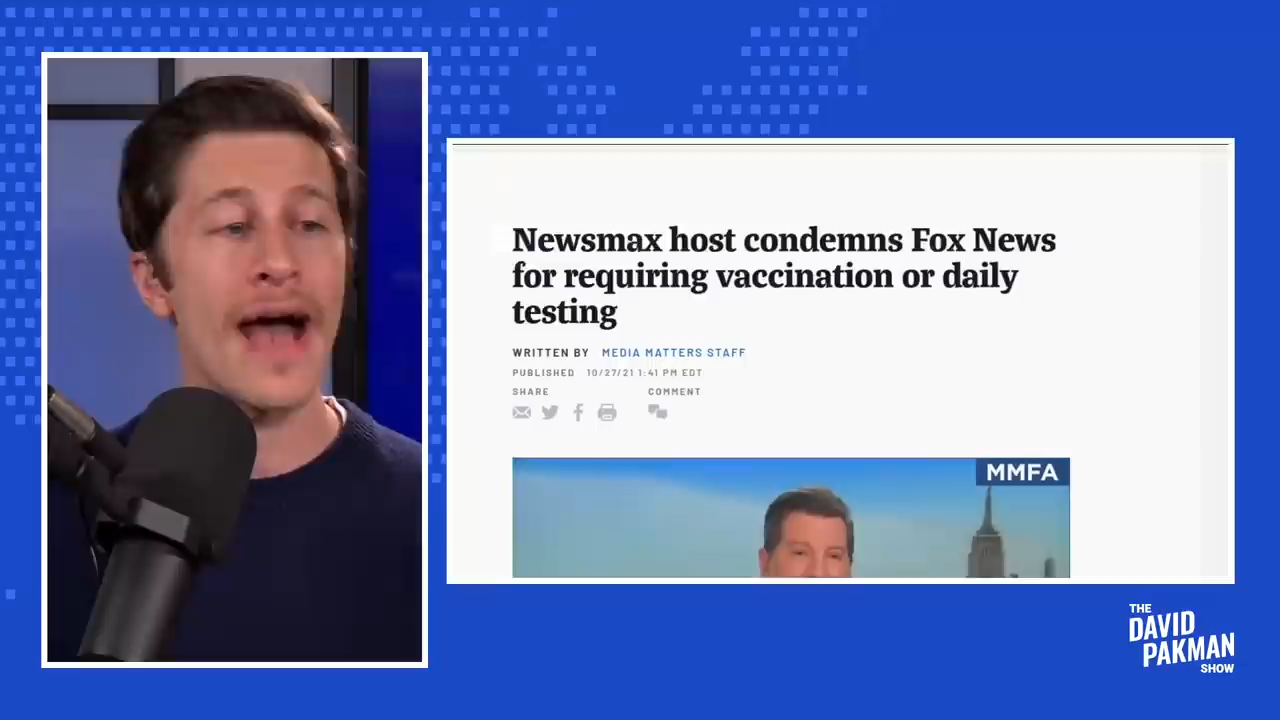 Newsmax host condemns Fox News
for requiring vaccination or daily
testing
WRITTEN BY MEDIA MATTERS STAFF
PUBLISHED 10/27/21 1:41 PM EDT
SHARE COMMENT
MMFA
THE
DAVID
PAKMAN
SHOW